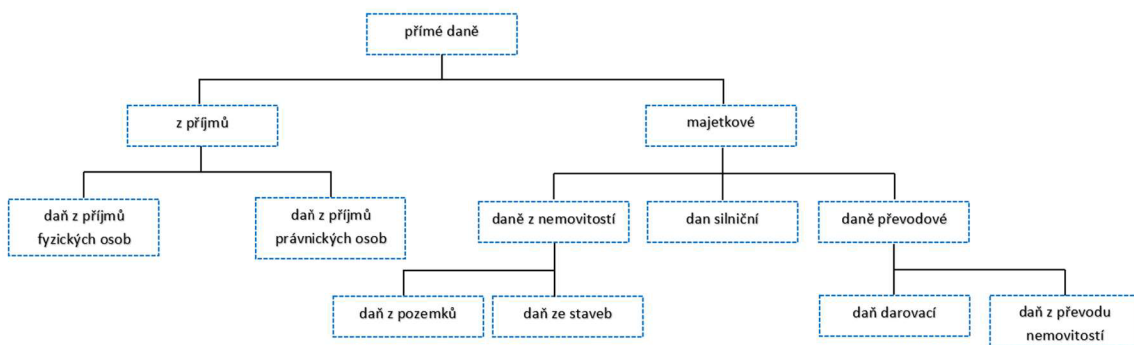 přímé daně
z příjmů
majetkové
daň z příjmů
fyzických osob
daň z příjmů
právnických osob
daně z nemovitostí
dan silniční
daně převodové
daň z pozemků
daň ze staveb
daň darovací
daň z převodu
nemovitostí